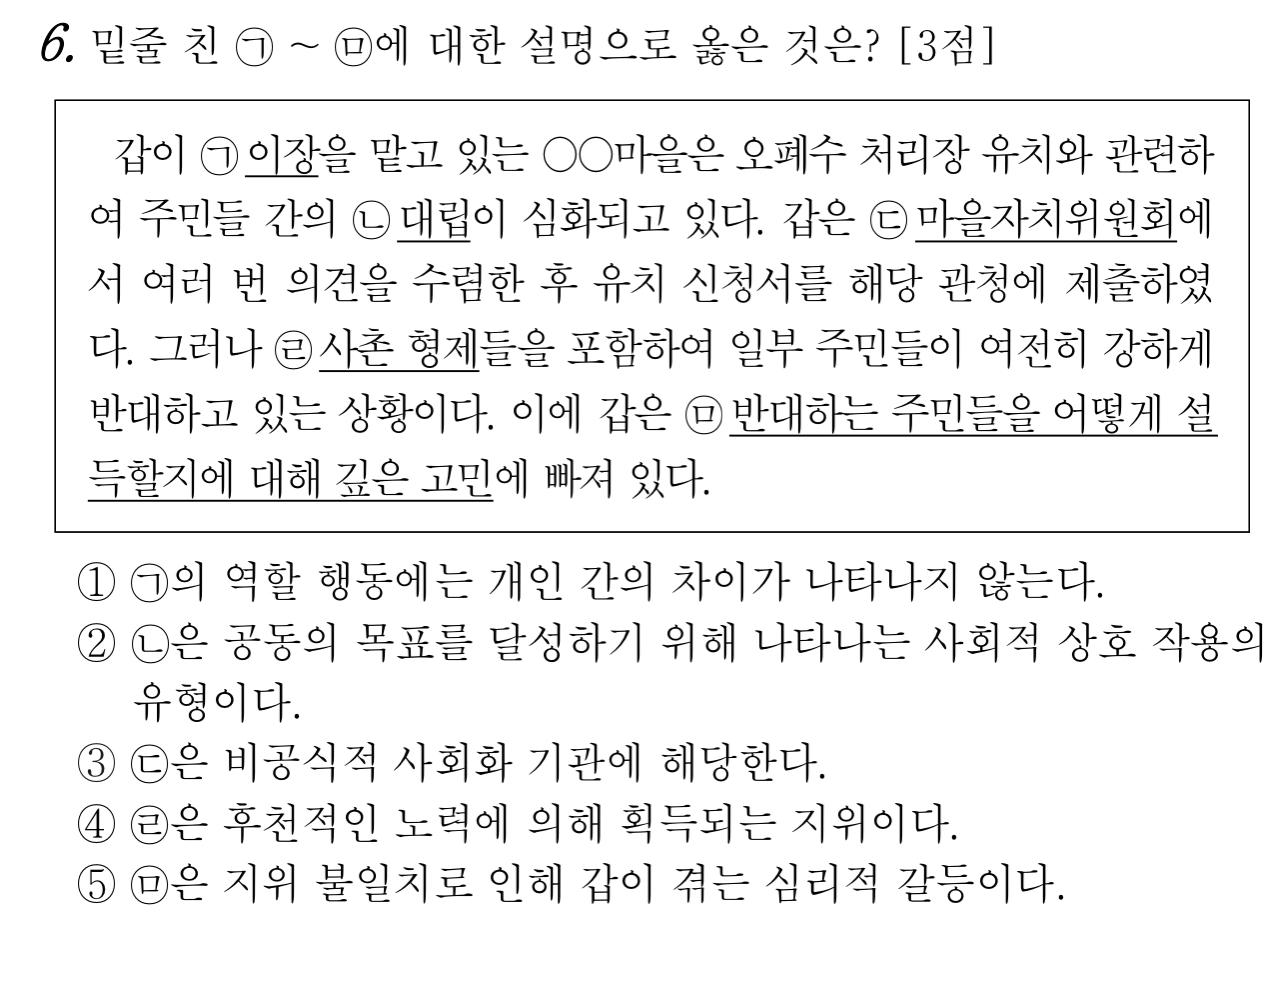 6. 밑줄 친 ㉠ ~ ㉤에 대한 설명으로 옳은 것은? [3점]
갑이 ㉠이장을 맡고 있는 ○○마을은 오폐수 처리장 유치와 관련하
여 주민들 간의 ㉡대립이 심화되고 있다. 갑은 ㉢마을자치위원회에
서 여러 번 의견을 수렴한 후 유치 신청서를 해당 관청에 제출하였
다. 그러나 ㉣사촌 형제들을 포함하여 일부 주민들이 여전히 강하게
반대하고 있는 상황이다. 이에 갑은 ㉤반대하는 주민들을 어떻게 설
득할지에 대해 깊은 고민에 빠져 있다.
① ㉠의 역할 행동에는 개인 간의 차이가 나타나지 않는다.
② ㉡은 공동의 목표를 달성하기 위해 나타나는 사회적 상호 작용의
유형이다.
③ ㉢은 비공식적 사회화 기관에 해당한다.
④ ㉣은 후천적인 노력에 의해 획득되는 지위이다.
⑤ ㉤은 지위 불일치로 인해 갑이 겪는 심리적 갈등이다.